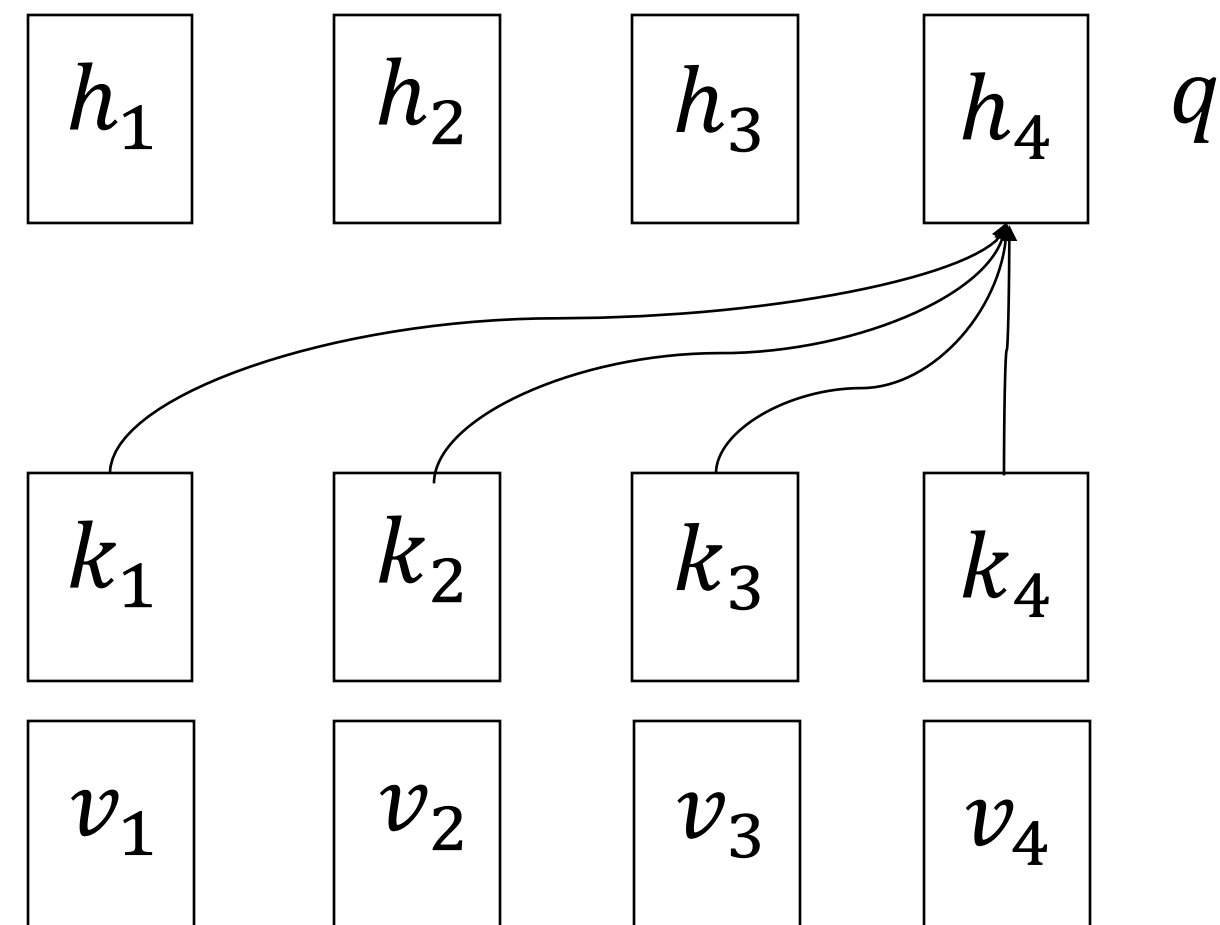 h₁ h₂ h₃ h₄ q
k₁ k₂ k₃ k₄
v₁ v₂ v₃ v₄